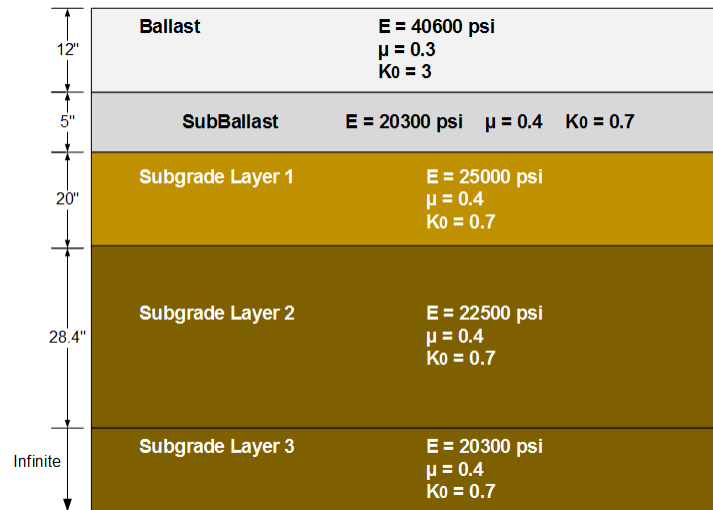 Ballast E = 40600 psi
12" μ = 0.3
K0 = 3
5" SubBallast E = 20300 psi μ = 0.4 K0 = 0.7
Subgrade Layer 1 E = 25000 psi
20" μ = 0.4
K0 = 0.7
Subgrade Layer 2 E = 22500 psi
28.4" μ = 0.4
K0 = 0.7
Subgrade Layer 3 E = 20300 psi
Infinite μ = 0.4
K0 = 0.7